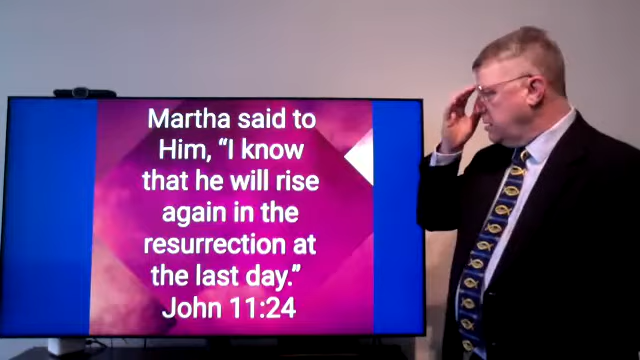 Martha said to
Him, “I know
that he will rise
again in the
resurrection at
the last day.”
John 11:24